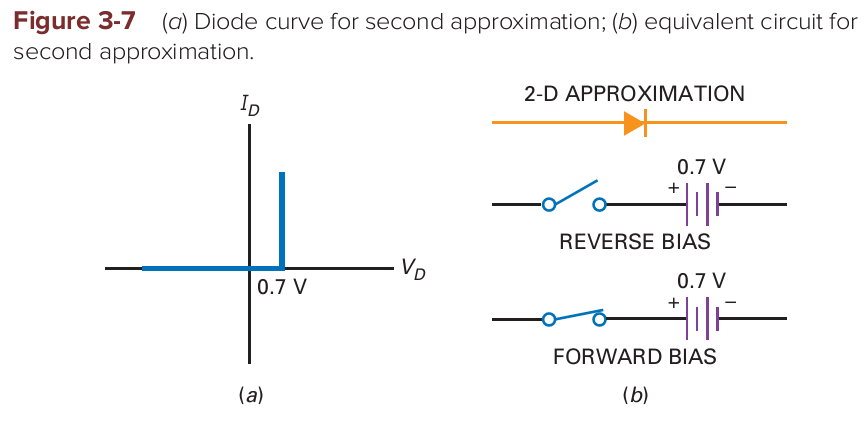 Figure 3-7 (a) Diode curve for second approximation; (b) equivalent circuit for
second approximation.
I_D
V_D
0.7 V
(a)
2-D APPROXIMATION
0.7 V
+ –
REVERSE BIAS
0.7 V
+ –
FORWARD BIAS
(b)